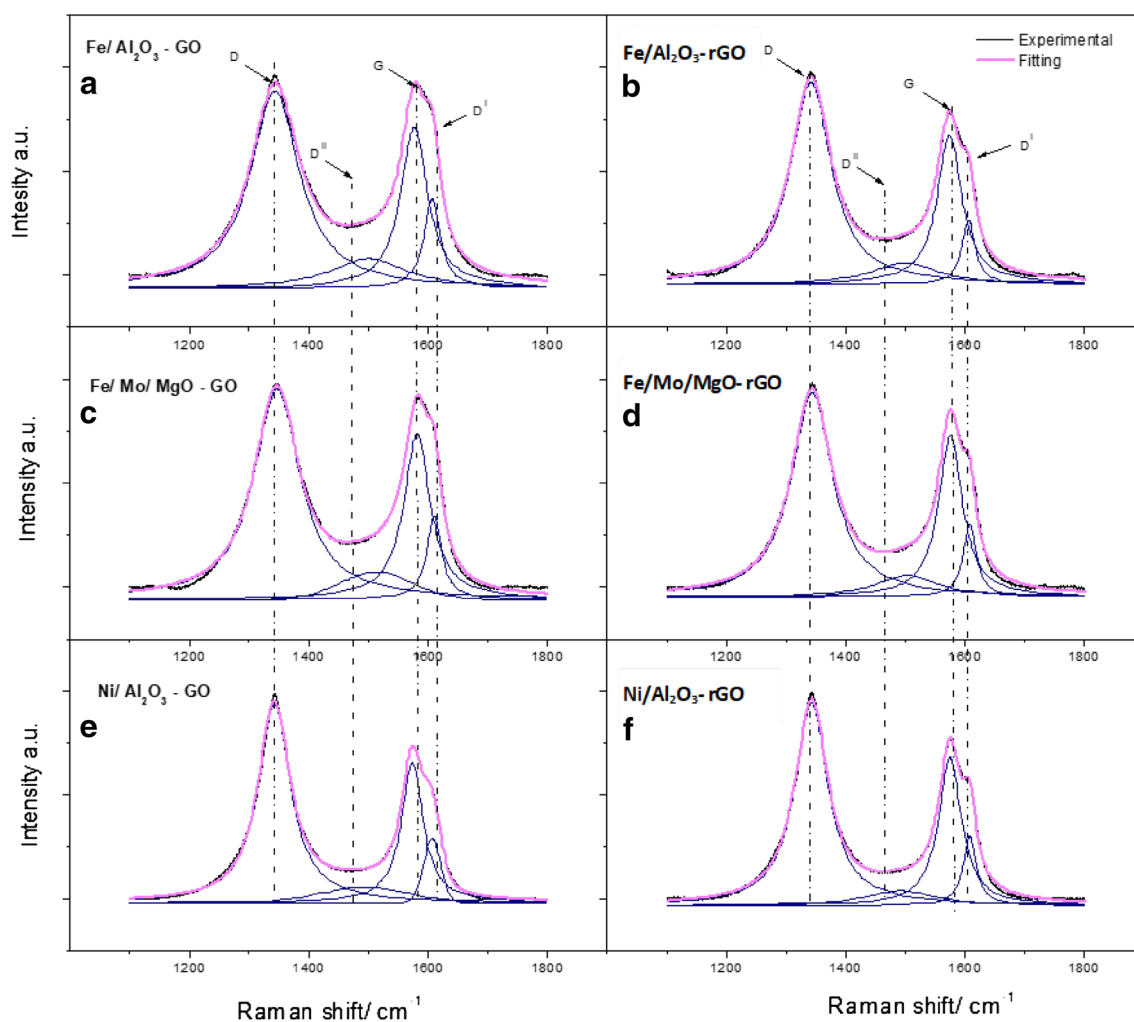 Fe/ Al₂O₃ - GO
a
D
G
Dᴵ
Dᴵᴵ
Intesity a.u.
1200 1400 1600 1800
Fe/Al₂O₃-rGO
b
D
G
Dᴵ
Dᴵᴵ
Experimental
Fitting
1200 1400 1600 1800
Fe/ Mo/ MgO - GO
c
Intensity a.u.
1200 1400 1600 1800
Fe/Mo/MgO-rGO
d
1200 1400 1600 1800
Ni/ Al₂O₃ - GO
e
Intensity a.u.
1200 1400 1600 1800
Raman shift/ cm⁻¹
Ni/Al₂O₃-rGO
f
1200 1400 1600 1800
Raman shift/ cm⁻¹